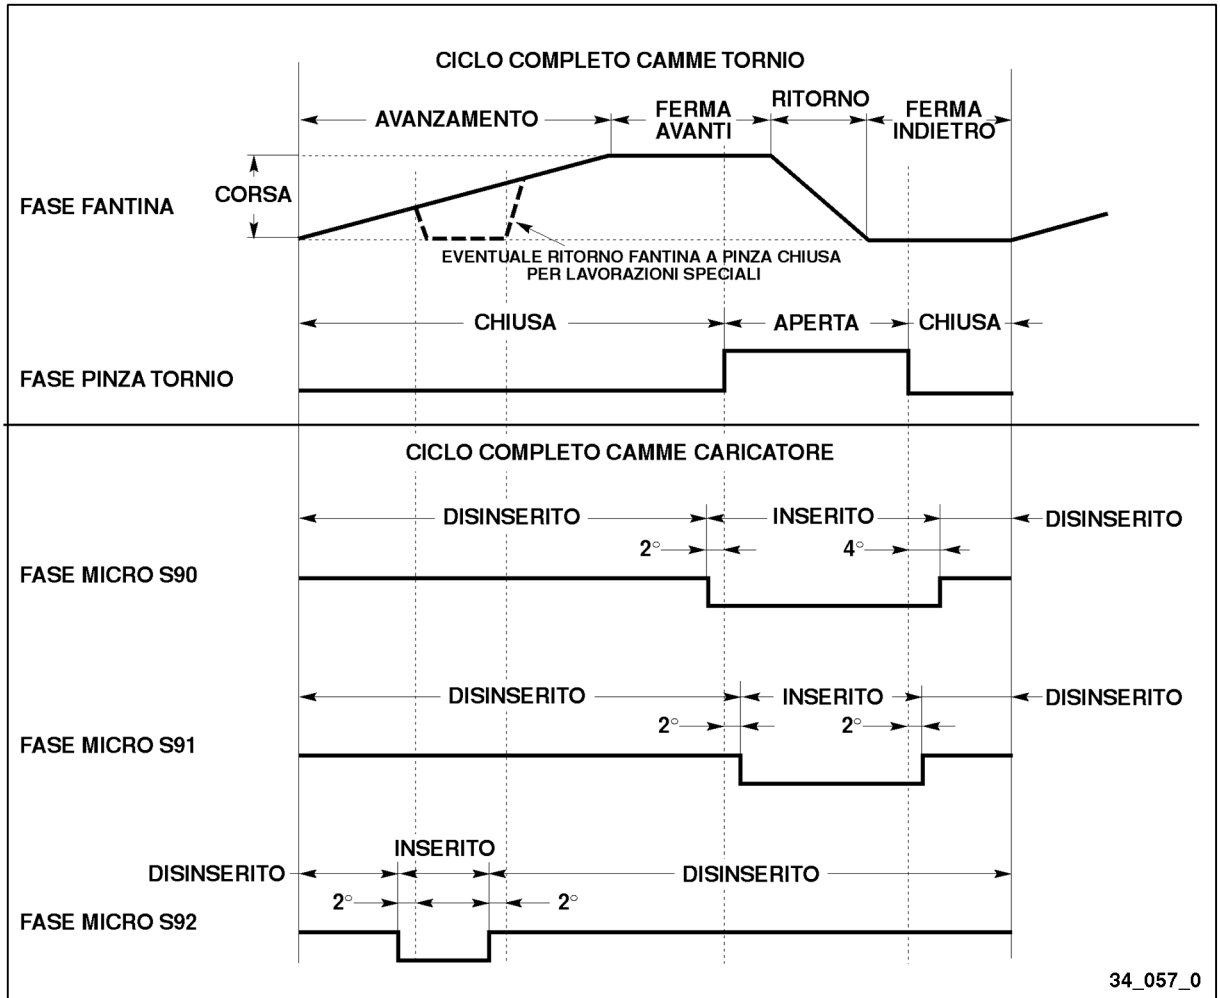 CICLO COMPLETO CAMME TORNIO
AVANZAMENTO
FERMA
AVANTI
RITORNO
FERMA
INDIETRO
CORSA
FASE FANTINA
EVENTUALE RITORNO FANTINA A PINZA CHIUSA
PER LAVORAZIONI SPECIALI
CHIUSA
APERTA
CHIUSA
FASE PINZA TORNIO
CICLO COMPLETO CAMME CARICATORE
DISINSERITO
INSERITO
DISINSERITO
2°
4°
FASE MICRO S90
DISINSERITO
INSERITO
DISINSERITO
2°
2°
FASE MICRO S91
INSERITO
DISINSERITO
DISINSERITO
2°
2°
FASE MICRO S92
34_057_0